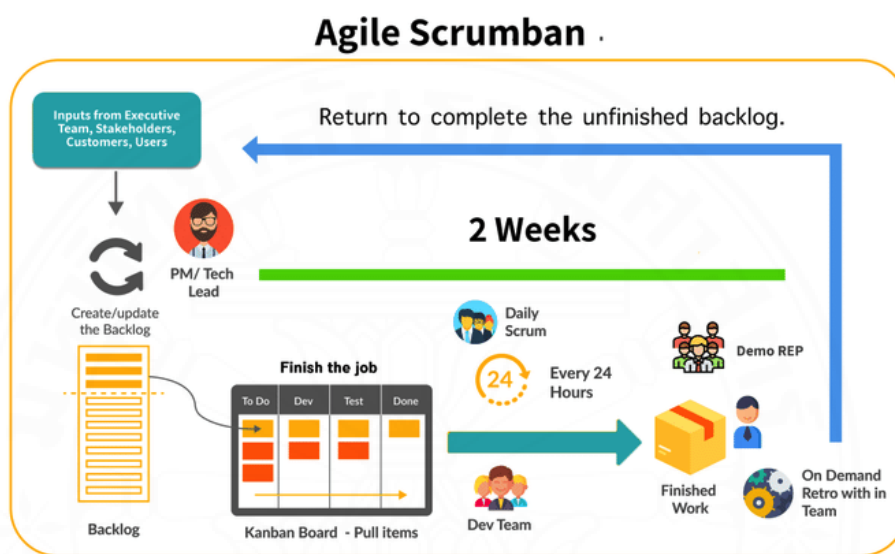 Agile Scrumban .
Inputs from Executive
Team, Stakeholders,
Customers, Users
Return to complete the unfinished backlog.
PM/ Tech
Lead
2 Weeks
Create/update
the Backlog
Daily
Scrum
24
Every 24
Hours
Demo REP
Finish the job
To Do
Dev
Test
Done
Backlog
Kanban Board - Pull items
Dev Team
Finished
Work
On Demand
Retro with in
Team